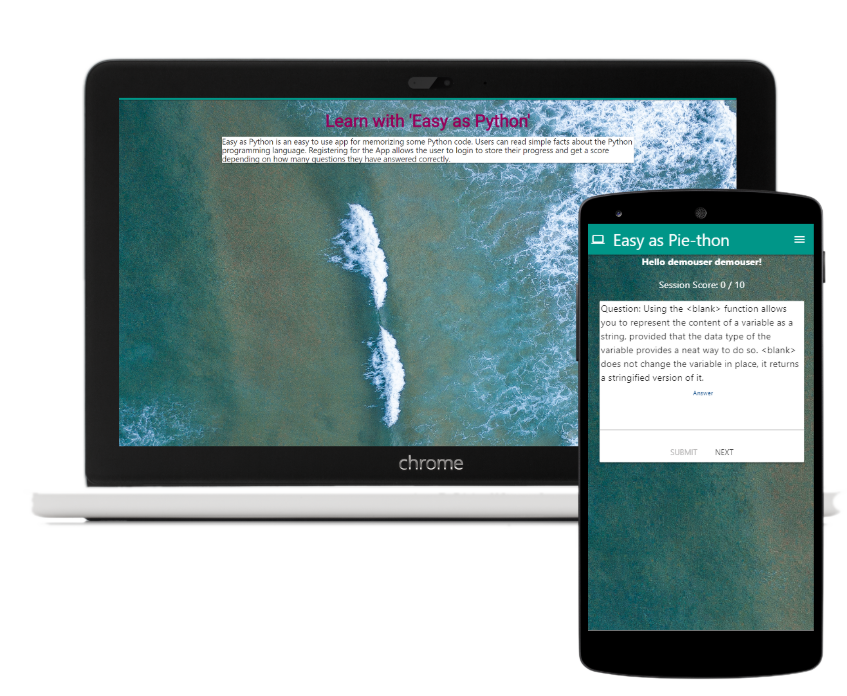 Learn with 'Easy as Python'
Easy as Python is an easy to use app for memorizing some Python code. Users can read simple facts about the Python
programming language. Registering for the App allows the user to login to store their progress and get a score
depending on how many questions they have answered correctly.
chrome
Easy as Pie-thon
Hello demouser demouser!
Session Score: 0 / 10
Question: Using the <blank> function allows
you to represent the content of a variable as a
string, provided that the data type of the
variable provides a neat way to do so. <blank>
does not change the variable in place, it returns
a stringified version of it.
Answer
SUBMIT NEXT